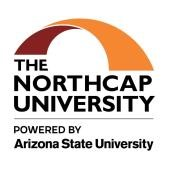 THE
NORTHCAP
UNIVERSITY
POWERED BY
Arizona State University